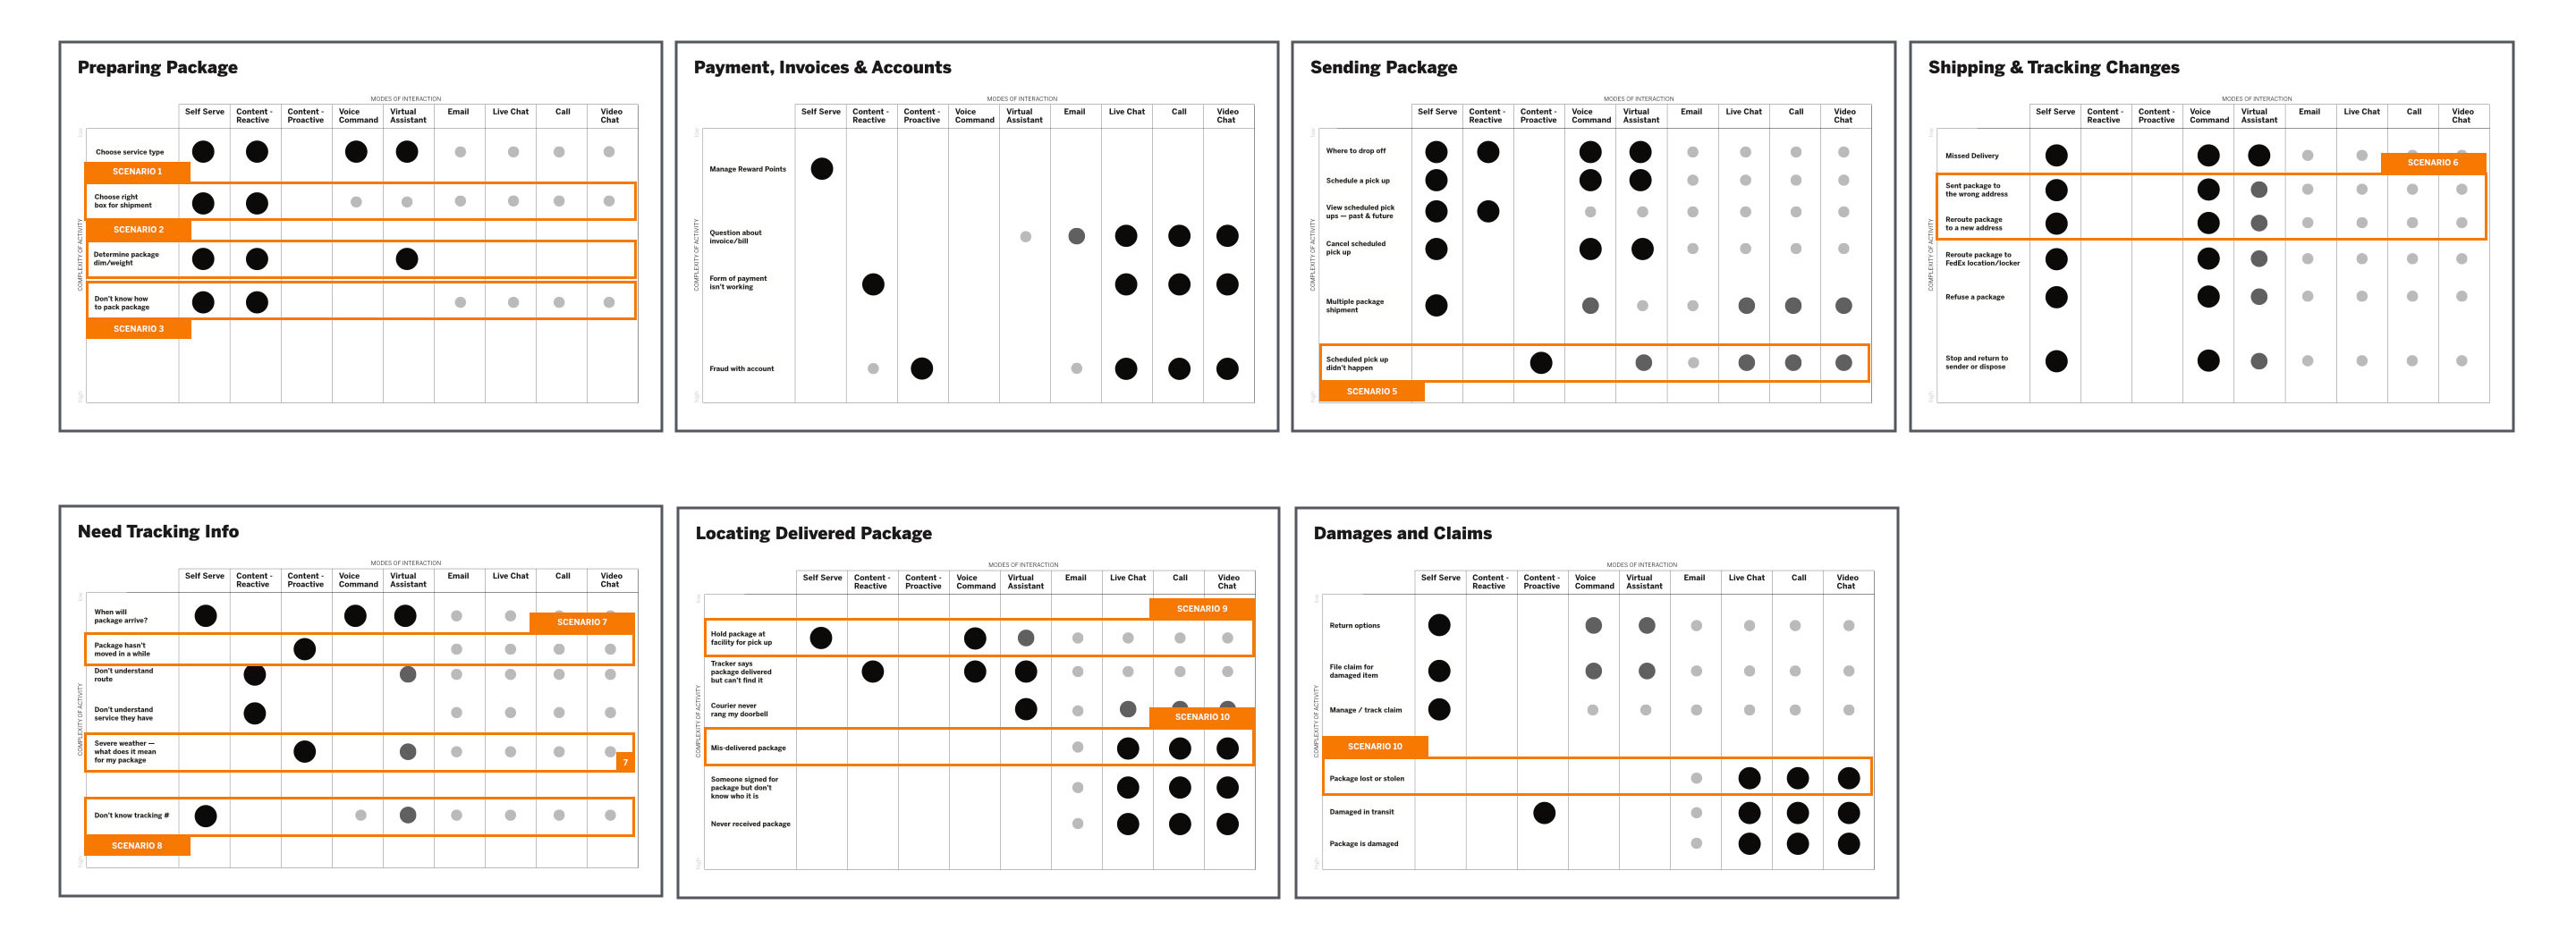 Preparing Package
MODES OF INTERACTION
Self Serve
Content -
Reactive
Content -
Proactive
Voice
Command
Virtual
Assistant
Email
Live Chat
Call
Video
Chat
low
COMPLEXITY OF ACTIVITY
high
Choose service type
SCENARIO 1
Choose right
box for shipment
SCENARIO 2
Determine package
dim/weight
Don't know how
to pack package
SCENARIO 3
Payment, Invoices & Accounts
MODES OF INTERACTION
Self Serve
Content -
Reactive
Content -
Proactive
Voice
Command
Virtual
Assistant
Email
Live Chat
Call
Video
Chat
low
COMPLEXITY OF ACTIVITY
high
Manage Reward Points
Question about
invoice/bill
Form of payment
isn't working
Fraud with account
Sending Package
MODES OF INTERACTION
Self Serve
Content -
Reactive
Content -
Proactive
Voice
Command
Virtual
Assistant
Email
Live Chat
Call
Video
Chat
low
COMPLEXITY OF ACTIVITY
high
Where to drop off
Schedule a pick up
View scheduled pick
ups — past & future
Cancel scheduled
pick up
Multiple package
shipment
Scheduled pick up
didn't happen
SCENARIO 5
Shipping & Tracking Changes
MODES OF INTERACTION
Self Serve
Content -
Reactive
Content -
Proactive
Voice
Command
Virtual
Assistant
Email
Live Chat
Call
Video
Chat
low
COMPLEXITY OF ACTIVITY
high
Missed Delivery
SCENARIO 6
Sent package to
the wrong address
Reroute package
to a new address
Reroute package to
FedEx location/locker
Refuse a package
Stop and return to
sender or dispose
Need Tracking Info
MODES OF INTERACTION
Self Serve
Content -
Reactive
Content -
Proactive
Voice
Command
Virtual
Assistant
Email
Live Chat
Call
Video
Chat
low
COMPLEXITY OF ACTIVITY
high
When will
package arrive?
SCENARIO 7
Package hasn't
moved in a while
Don't understand
route
Don't understand
service they have
Severe weather —
what does it mean
for my package
7
Don't know tracking #
SCENARIO 8
Locating Delivered Package
MODES OF INTERACTION
Self Serve
Content -
Reactive
Content -
Proactive
Voice
Command
Virtual
Assistant
Email
Live Chat
Call
Video
Chat
low
COMPLEXITY OF ACTIVITY
high
SCENARIO 9
Hold package at
facility for pick up
Tracker says
package delivered
but can't find it
Courier never
rang my doorbell
SCENARIO 10
Mis-delivered package
Someone signed for
package but don't
know who it is
Never received package
Damages and Claims
MODES OF INTERACTION
Self Serve
Content -
Reactive
Content -
Proactive
Voice
Command
Virtual
Assistant
Email
Live Chat
Call
Video
Chat
low
COMPLEXITY OF ACTIVITY
high
Return options
File claim for
damaged item
Manage / track claim
SCENARIO 10
Package lost or stolen
Damaged in transit
Package is damaged